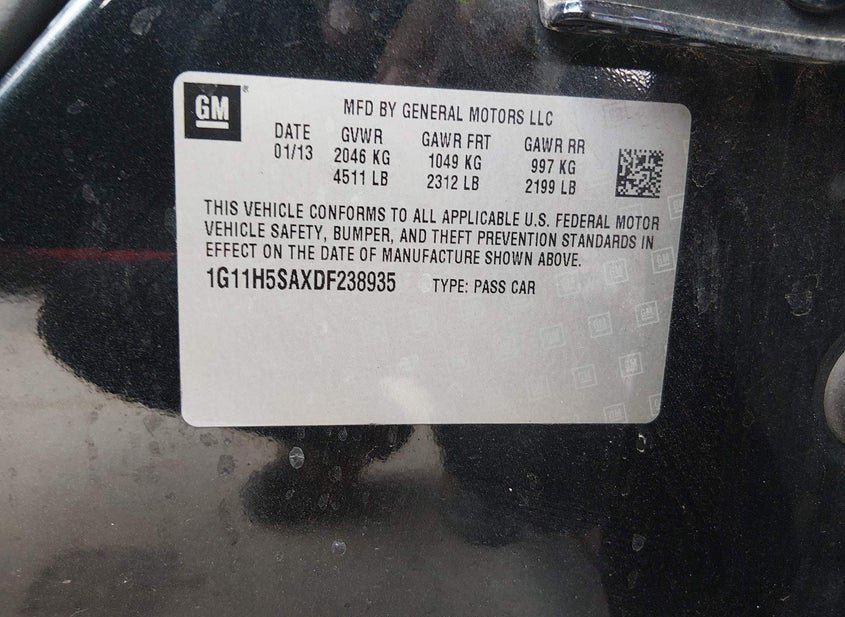 GM
MFD BY GENERAL MOTORS LLC
DATE GVWR GAWR FRT GAWR RR
01/13 2046 KG 1049 KG 997 KG
4511 LB 2312 LB 2199 LB
THIS VEHICLE CONFORMS TO ALL APPLICABLE U.S. FEDERAL MOTOR
VEHICLE SAFETY, BUMPER, AND THEFT PREVENTION STANDARDS IN
EFFECT ON THE DATE OF MANUFACTURE SHOWN ABOVE.
1G11H5SAXDF238935 TYPE: PASS CAR